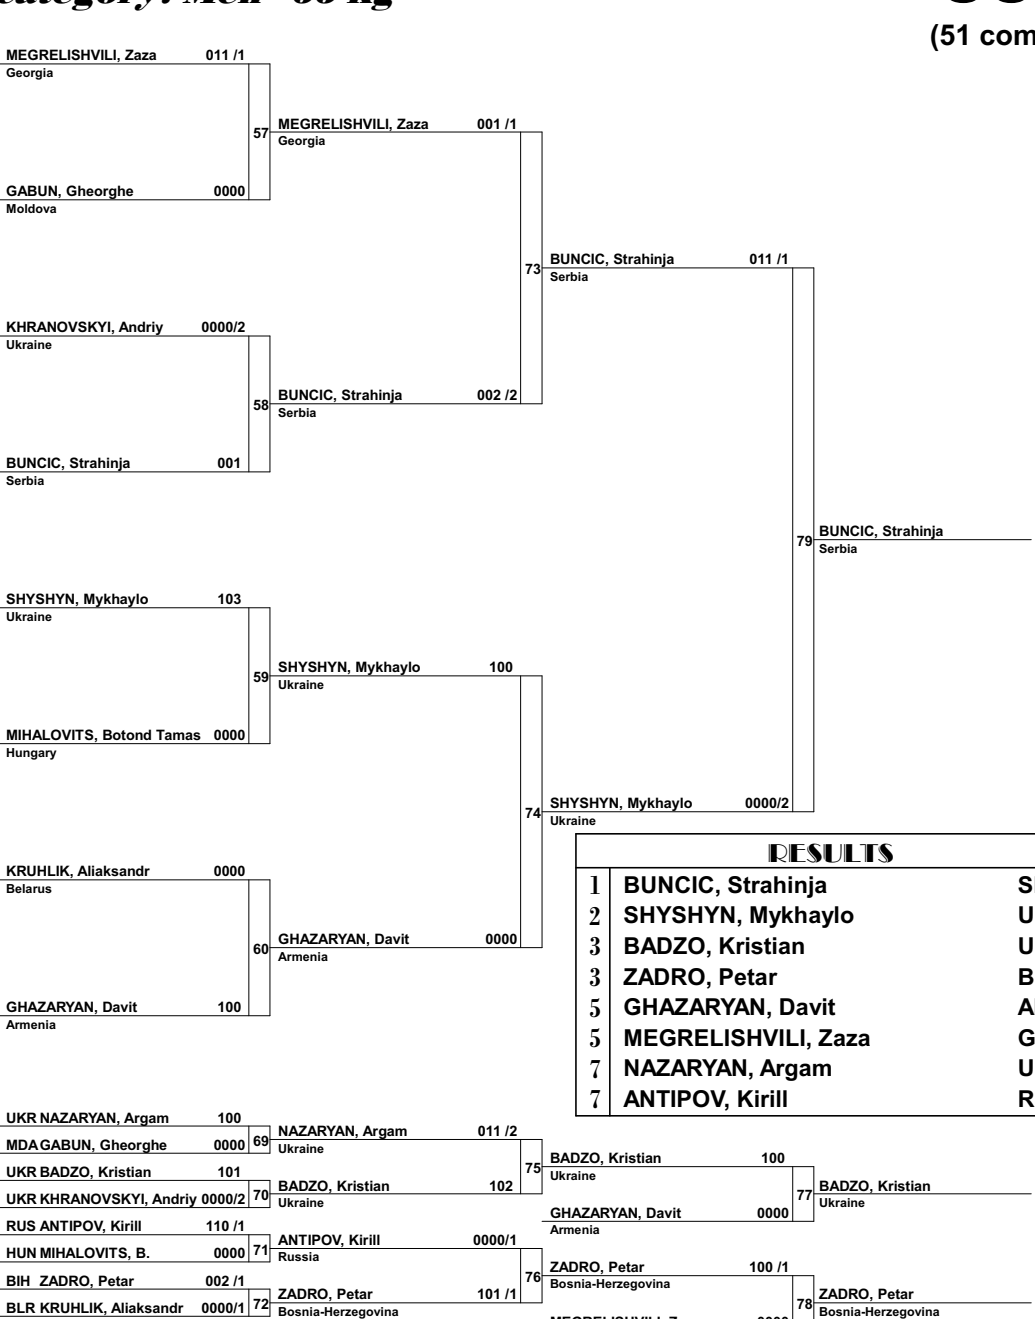 (51 com
MEGRELISHVILI, Zaza 011 /1
Georgia
57
MEGRELISHVILI, Zaza 001 /1
Georgia
GABUN, Gheorghe 0000
Moldova
73
BUNCIC, Strahinja 011 /1
Serbia
KHRANOVSKYI, Andriy 0000/2
Ukraine
58
BUNCIC, Strahinja 002 /2
Serbia
BUNCIC, Strahinja 001
Serbia
79
BUNCIC, Strahinja
Serbia
SHYSHYN, Mykhaylo 103
Ukraine
59
SHYSHYN, Mykhaylo 100
Ukraine
MIHALOVITS, Botond Tamas 0000
Hungary
74
SHYSHYN, Mykhaylo 0000/2
Ukraine
KRUHLIK, Aliaksandr 0000
Belarus
60
GHAZARYAN, Davit 0000
Armenia
GHAZARYAN, Davit 100
Armenia
RESULTS
1 BUNCIC, Strahinja
2 SHYSHYN, Mykhaylo U
3 BADZO, Kristian U
3 ZADRO, Petar B
5 GHAZARYAN, Davit
5 MEGRELISHVILI, Zaza G
7 NAZARYAN, Argam U
7 ANTIPOV, Kirill R
UKR NAZARYAN, Argam 100
MDA GABUN, Gheorghe 0000
69
NAZARYAN, Argam 011 /2
Ukraine
UKR BADZO, Kristian 101
UKR KHRANOVSKYI, Andriy 0000/2
70
BADZO, Kristian 102
Ukraine
75
BADZO, Kristian 100
Ukraine
GHAZARYAN, Davit 0000
Armenia
77
BADZO, Kristian
Ukraine
RUS ANTIPOV, Kirill 110 /1
HUN MIHALOVITS, B. 0000
71
ANTIPOV, Kirill 0000/1
Russia
BIH ZADRO, Petar 002 /1
BLR KRUHLIK, Aliaksandr 0000/1
72
ZADRO, Petar 101 /1
Bosnia-Herzegovina
76
ZADRO, Petar 100 /1
Bosnia-Herzegovina
78
ZADRO, Petar
Bosnia-Herzegovina